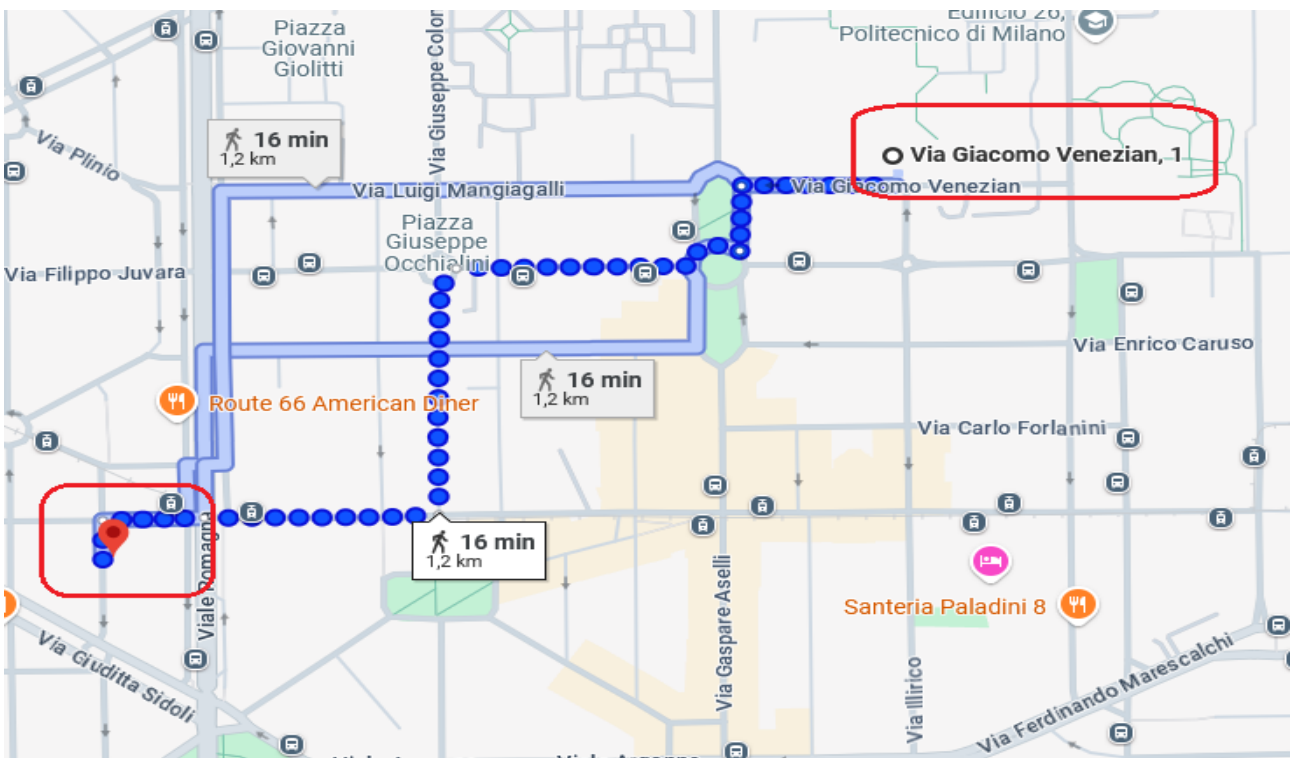 Piazza
Giovanni
Giolitti
Via Giuseppe Color
Edificio 26,
Politecnico di Milano
Via Plinio
16 min
1,2 km
Via Giacomo Venezian, 1
Via Luigi Mangiagalli
Via Giacomo Venezian
Piazza
Giuseppe
Occhialini
Via Filippo Juvara
Via Enrico Caruso
16 min
1,2 km
Route 66 American Diner
Via Carlo Forlanini
16 min
1,2 km
Viale Romagna
Via Gaspare Aselli
Santeria Paladini 8
Via Giuditta Sidoli
Via Illirico
Via Ferdinando Marescalchi